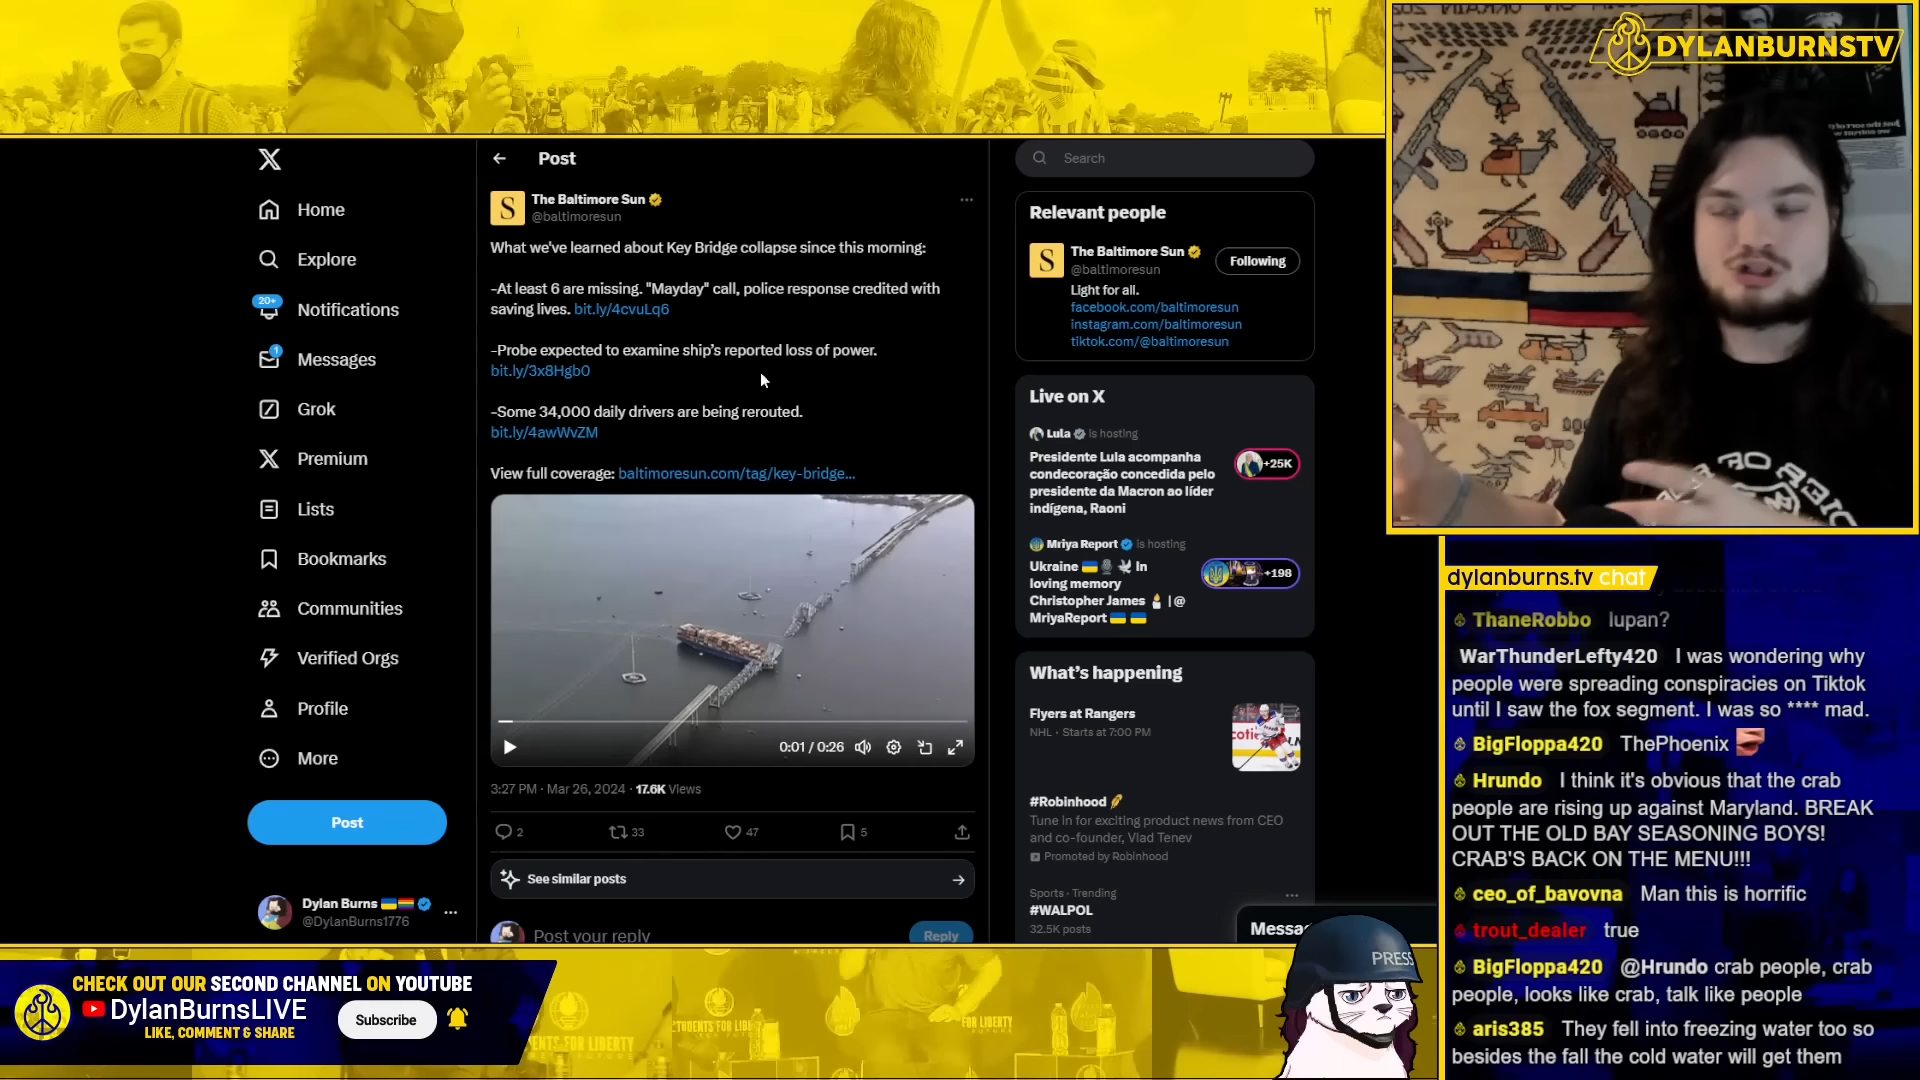 DYLANBURNSTV
Post
The Baltimore Sun
@baltimoresun
What we've learned about Key Bridge collapse since this morning:
-At least 6 are missing. "Mayday" call, police response credited with
saving lives. bit.ly/4cvuLq6
-Probe expected to examine ship's reported loss of power.
bit.ly/3x8Hgb0
-Some 34,000 daily drivers are being rerouted.
bit.ly/4awWvZM
View full coverage: baltimoresun.com/tag/key-bridge...
0:01 / 0:26
3:27 PM · Mar 26, 2024 · 17.6K Views
2
33
47
5
See similar posts
Post your reply
Reply
Home
Explore
20+
Notifications
1
Messages
Grok
Premium
Lists
Bookmarks
Communities
Verified Orgs
Profile
More
Post
Dylan Burns
@DylanBurns1776
Search
Relevant people
The Baltimore Sun
@baltimoresun
Following
Light for all.
facebook.com/baltimoresun
instagram.com/baltimoresun
tiktok.com/@baltimoresun
Live on X
Lula is hosting
Presidente Lula acompanha
condecoração concedida pelo
presidente da Macron ao líder
indígena, Raoni
+25K
Mriya Report is hosting
Ukraine In
loving memory
Christopher James | @
MriyaReport
+198
What's happening
Flyers at Rangers
NHL · Starts at 7:00 PM
#Robinhood
Tune in for exciting product news from CEO
and co-founder, Vlad Tenev
Promoted by Robinhood
Sports · Trending
#WALPOL
32.5K posts
Messa
PRESS
dylanburns.tv chat
ThaneRobbo lupan?
WarThunderLefty420 I was wondering why
people were spreading conspiracies on Tiktok
until I saw the fox segment. I was so **** mad.
BigFloppa420 ThePhoenix
Hrundo I think it's obvious that the crab
people are rising up against Maryland. BREAK
OUT THE OLD BAY SEASONING BOYS!
CRAB'S BACK ON THE MENU!!!
ceo_of_bavovna Man this is horrific
trout_dealer true
BigFloppa420 @Hrundo crab people, crab
people, looks like crab, talk like people
aris385 They fell into freezing water too so
besides the fall the cold water will get them
CHECK OUT OUR SECOND CHANNEL ON YOUTUBE
DylanBurnsLIVE
LIKE, COMMENT & SHARE
Subscribe
FOR LIBERTY